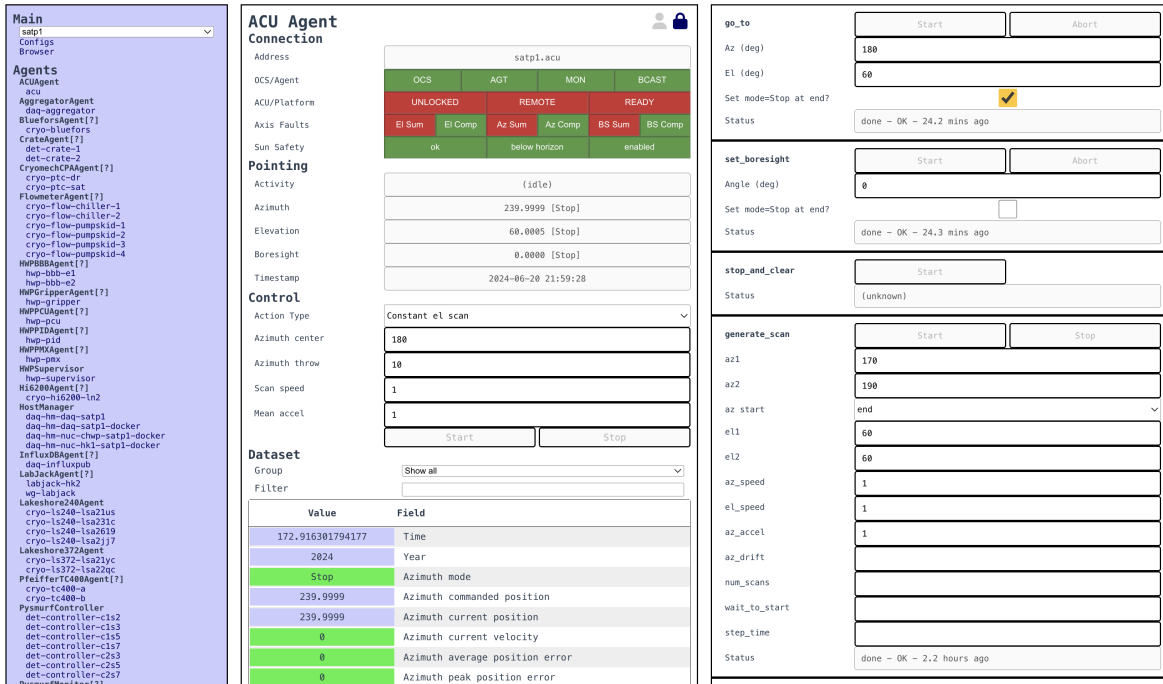 Main
satp1
Configs
Browser
Agents
ACUAgent
acu
AggregatorAgent
daq-aggregator
BlueforsAgent[?]
cryo-bluefors
CrateAgent[?]
det-crate-1
det-crate-2
CryomechCPAAgent[?]
cryo-ptc-dr
cryo-ptc-sat
FlowmeterAgent[?]
cryo-flow-chiller-1
cryo-flow-chiller-2
cryo-flow-pumpskid-1
cryo-flow-pumpskid-2
cryo-flow-pumpskid-3
cryo-flow-pumpskid-4
HWPBBBAgent[?]
hwp-bbb-e1
hwp-bbb-e2
HWPGripperAgent[?]
hwp-gripper
HWPPCUAgent[?]
hwp-pcu
HWPPIDAgent[?]
hwp-pid
HWPPMXAgent[?]
hwp-pmx
HWPSupervisor
hwp-supervisor
Hi6200Agent[?]
cryo-hi6200-ln2
HostManager
daq-hm-daq-satp1
daq-hm-daq-satp1-docker
daq-hm-nuc-chwp-satp1-docker
daq-hm-nuc-hk1-satp1-docker
InfluxDBAgent[?]
daq-influxpub
LabJackAgent[?]
labjack-hk2
wg-labjack
Lakeshore240Agent
cryo-ls240-lsa21us
cryo-ls240-lsa231c
cryo-ls240-lsa2619
cryo-ls240-lsa2jj7
Lakeshore372Agent
cryo-ls372-lsa21yc
cryo-ls372-lsa22qc
PfeifferTC400Agent[?]
cryo-tc400-a
cryo-tc400-b
PysmurfController
det-controller-c1s2
det-controller-c1s3
det-controller-c1s5
det-controller-c1s7
det-controller-c2s3
det-controller-c2s5
det-controller-c2s7
PysmurfMonitor[?]
ACU Agent
Connection
Address satp1.acu
OCS/Agent OCS AGT MON BCAST
ACU/Platform UNLOCKED REMOTE READY
Axis Faults El Sum El Comp Az Sum Az Comp BS Sum BS Comp
Sun Safety ok below horizon enabled
Pointing
Activity (idle)
Azimuth 239.9999 [Stop]
Elevation 60.0005 [Stop]
Boresight 0.0000 [Stop]
Timestamp 2024-06-20 21:59:28
Control
Action Type Constant el scan
Azimuth center 180
Azimuth throw 10
Scan speed 1
Mean accel 1
Start Stop
Dataset
Group Show all
Filter
Value Field
172.916301794177 Time
2024 Year
Stop Azimuth mode
239.9999 Azimuth commanded position
239.9999 Azimuth current position
0 Azimuth current velocity
0 Azimuth average position error
0 Azimuth peak position error
go_to Start Abort
Az (deg) 180
El (deg) 60
Set mode=Stop at end?
Status done - OK - 24.2 mins ago
set_boresight Start Abort
Angle (deg) 0
Set mode=Stop at end?
Status done - OK - 24.3 mins ago
stop_and_clear Start
Status (unknown)
generate_scan Start Stop
az1 170
az2 190
az start end
el1 60
el2 60
az_speed 1
el_speed 1
az_accel 1
az_drift
num_scans
wait_to_start
step_time
Status done - OK - 2.2 hours ago